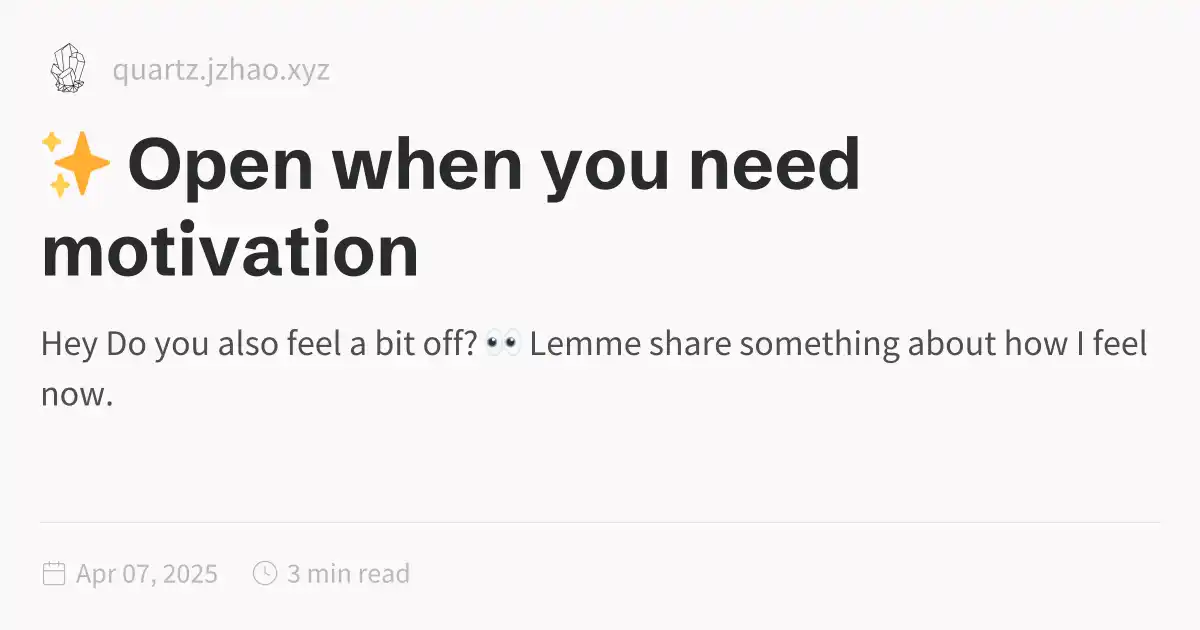 quartz.jzhao.xyz
✨ Open when you need
motivation
Hey Do you also feel a bit off? 👀 Lemme share something about how I feel
now.
Apr 07, 2025 3 min read